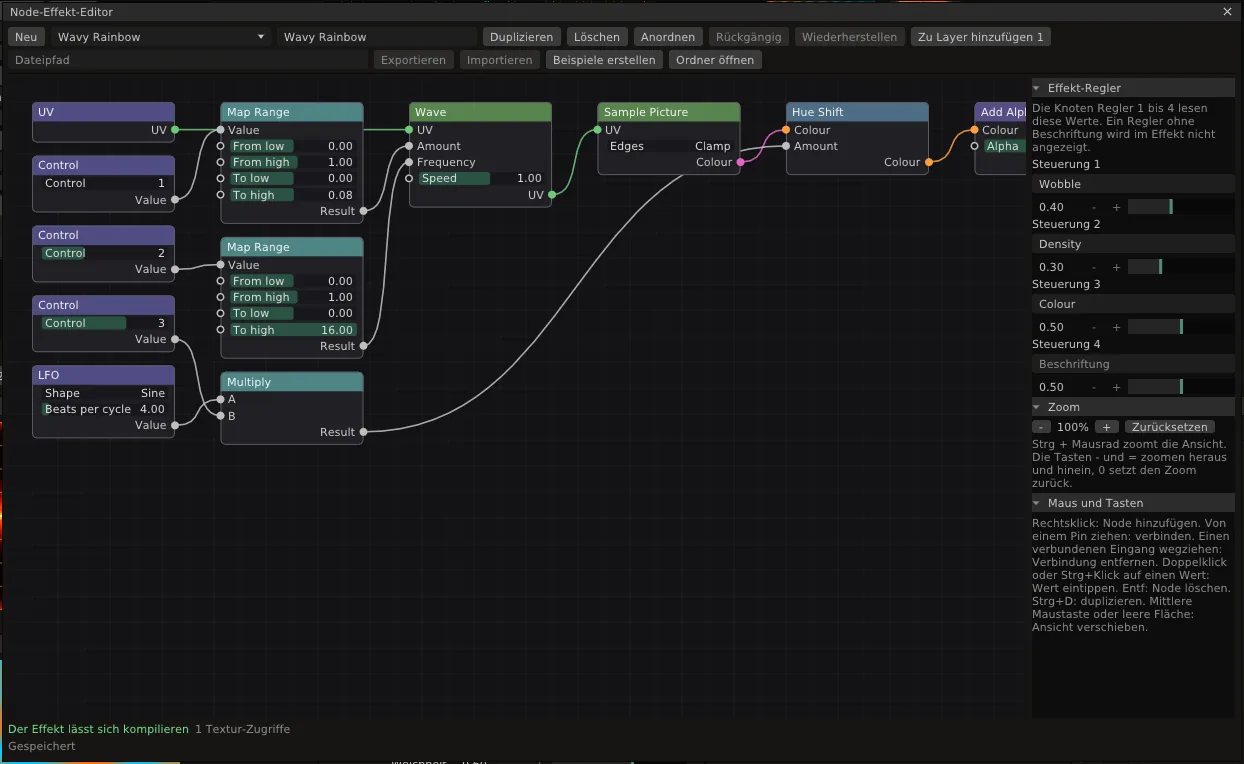 Node-Effekt-Editor
Neu Wavy Rainbow Wavy Rainbow Duplizieren Löschen Anordnen Rückgängig Wiederherstellen Zu Layer hinzufügen 1
Dateipfad Exportieren Importieren Beispiele erstellen Ordner öffnen
UV
UV
Control
Control 1
Value
Control
Control 2
Value
Control
Control 3
Value
LFO
Shape Sine
Beats per cycle 4.00
Value
Map Range
Value
From low 0.00
From high 1.00
To low 0.00
To high 0.08
Result
Map Range
Value
From low 0.00
From high 1.00
To low 0.00
To high 16.00
Result
Multiply
A
B
Result
Wave
UV
Amount
Frequency
Speed 1.00
UV
Sample Picture
UV
Edges Clamp
Colour
Hue Shift
Colour
Amount
Colour
Add Alp
Colour
Alpha
Effekt-Regler
Die Knoten Regler 1 bis 4 lesen
diese Werte. Ein Regler ohne
Beschriftung wird im Effekt nicht
angezeigt.
Steuerung 1
Wobble
0.40 - +
Steuerung 2
Density
0.30 - +
Steuerung 3
Colour
0.50 - +
Steuerung 4
Beschriftung
0.50 - +
Zoom
- 100% + Zurücksetzen
Strg + Mausrad zoomt die Ansicht.
Die Tasten - und = zoomen heraus
und hinein, 0 setzt den Zoom
zurück.
Maus und Tasten
Rechtsklick: Node hinzufügen. Von
einem Pin ziehen: verbinden. Einen
verbundenen Eingang wegziehen:
Verbindung entfernen. Doppelklick
oder Strg+Klick auf einen Wert:
Wert eintippen. Entf: Node löschen.
Strg+D: duplizieren. Mittlere
Maustaste oder leere Fläche:
Ansicht verschieben.
Der Effekt lässt sich kompilieren 1 Textur-Zugriffe
Gespeichert